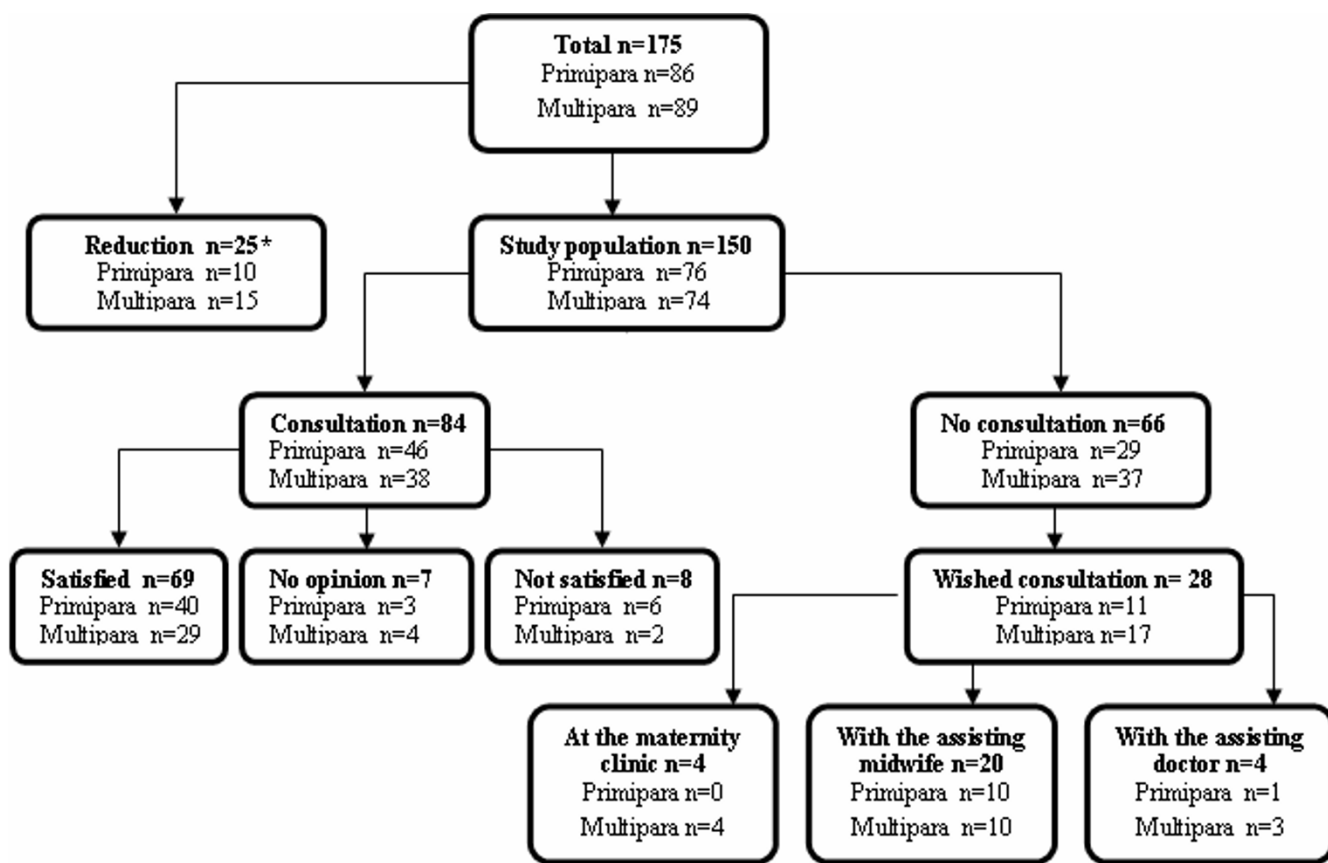 Total n=175
Primipara n=86
Multipara n=89
Reduction n=25*
Primipara n=10
Multipara n=15
Study population n=150
Primipara n=76
Multipara n=74
Consultation n=84
Primipara n=46
Multipara n=38
No consultation n=66
Primipara n=29
Multipara n=37
Satisfied n=69
Primipara n=40
Multipara n=29
No opinion n=7
Primipara n=3
Multipara n=4
Not satisfied n=8
Primipara n=6
Multipara n=2
Wished consultation n= 28
Primipara n=11
Multipara n=17
At the maternity
clinic n=4
Primipara n=0
Multipara n=4
With the assisting
midwife n=20
Primipara n=10
Multipara n=10
With the assisting
doctor n=4
Primipara n=1
Multipara n=3